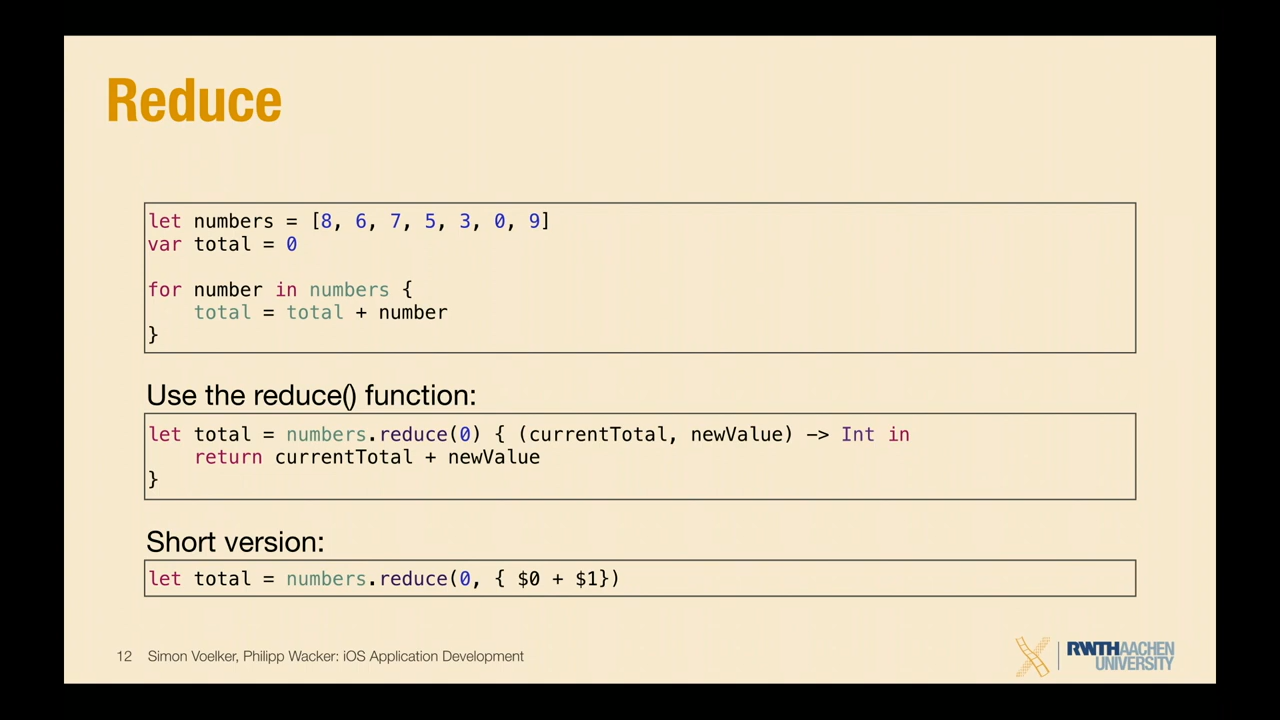 Reduce
let numbers = [8, 6, 7, 5, 3, 0, 9]
var total = 0
for number in numbers {
    total = total + number
}
Use the reduce() function:
let total = numbers.reduce(0) { (currentTotal, newValue) -> Int in
    return currentTotal + newValue
}
Short version:
let total = numbers.reduce(0, { $0 + $1})
12 Simon Voelker, Philipp Wacker: iOS Application Development
RWTHAACHEN
UNIVERSITY